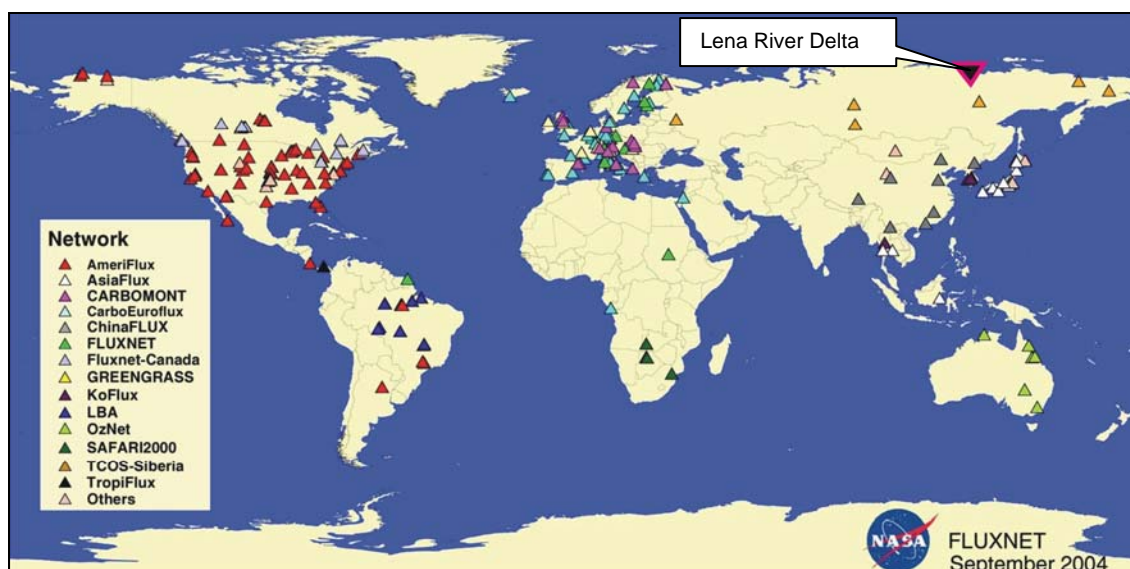 Lena River Delta
Network
AmeriFlux
AsiaFlux
CARBOMONT
CarboEuroflux
ChinaFLUX
FLUXNET
Fluxnet-Canada
GREENGRASS
KoFlux
LBA
OzNet
SAFARI2000
TCOS-Siberia
TropiFlux
Others
NASA
FLUXNET
September 2004